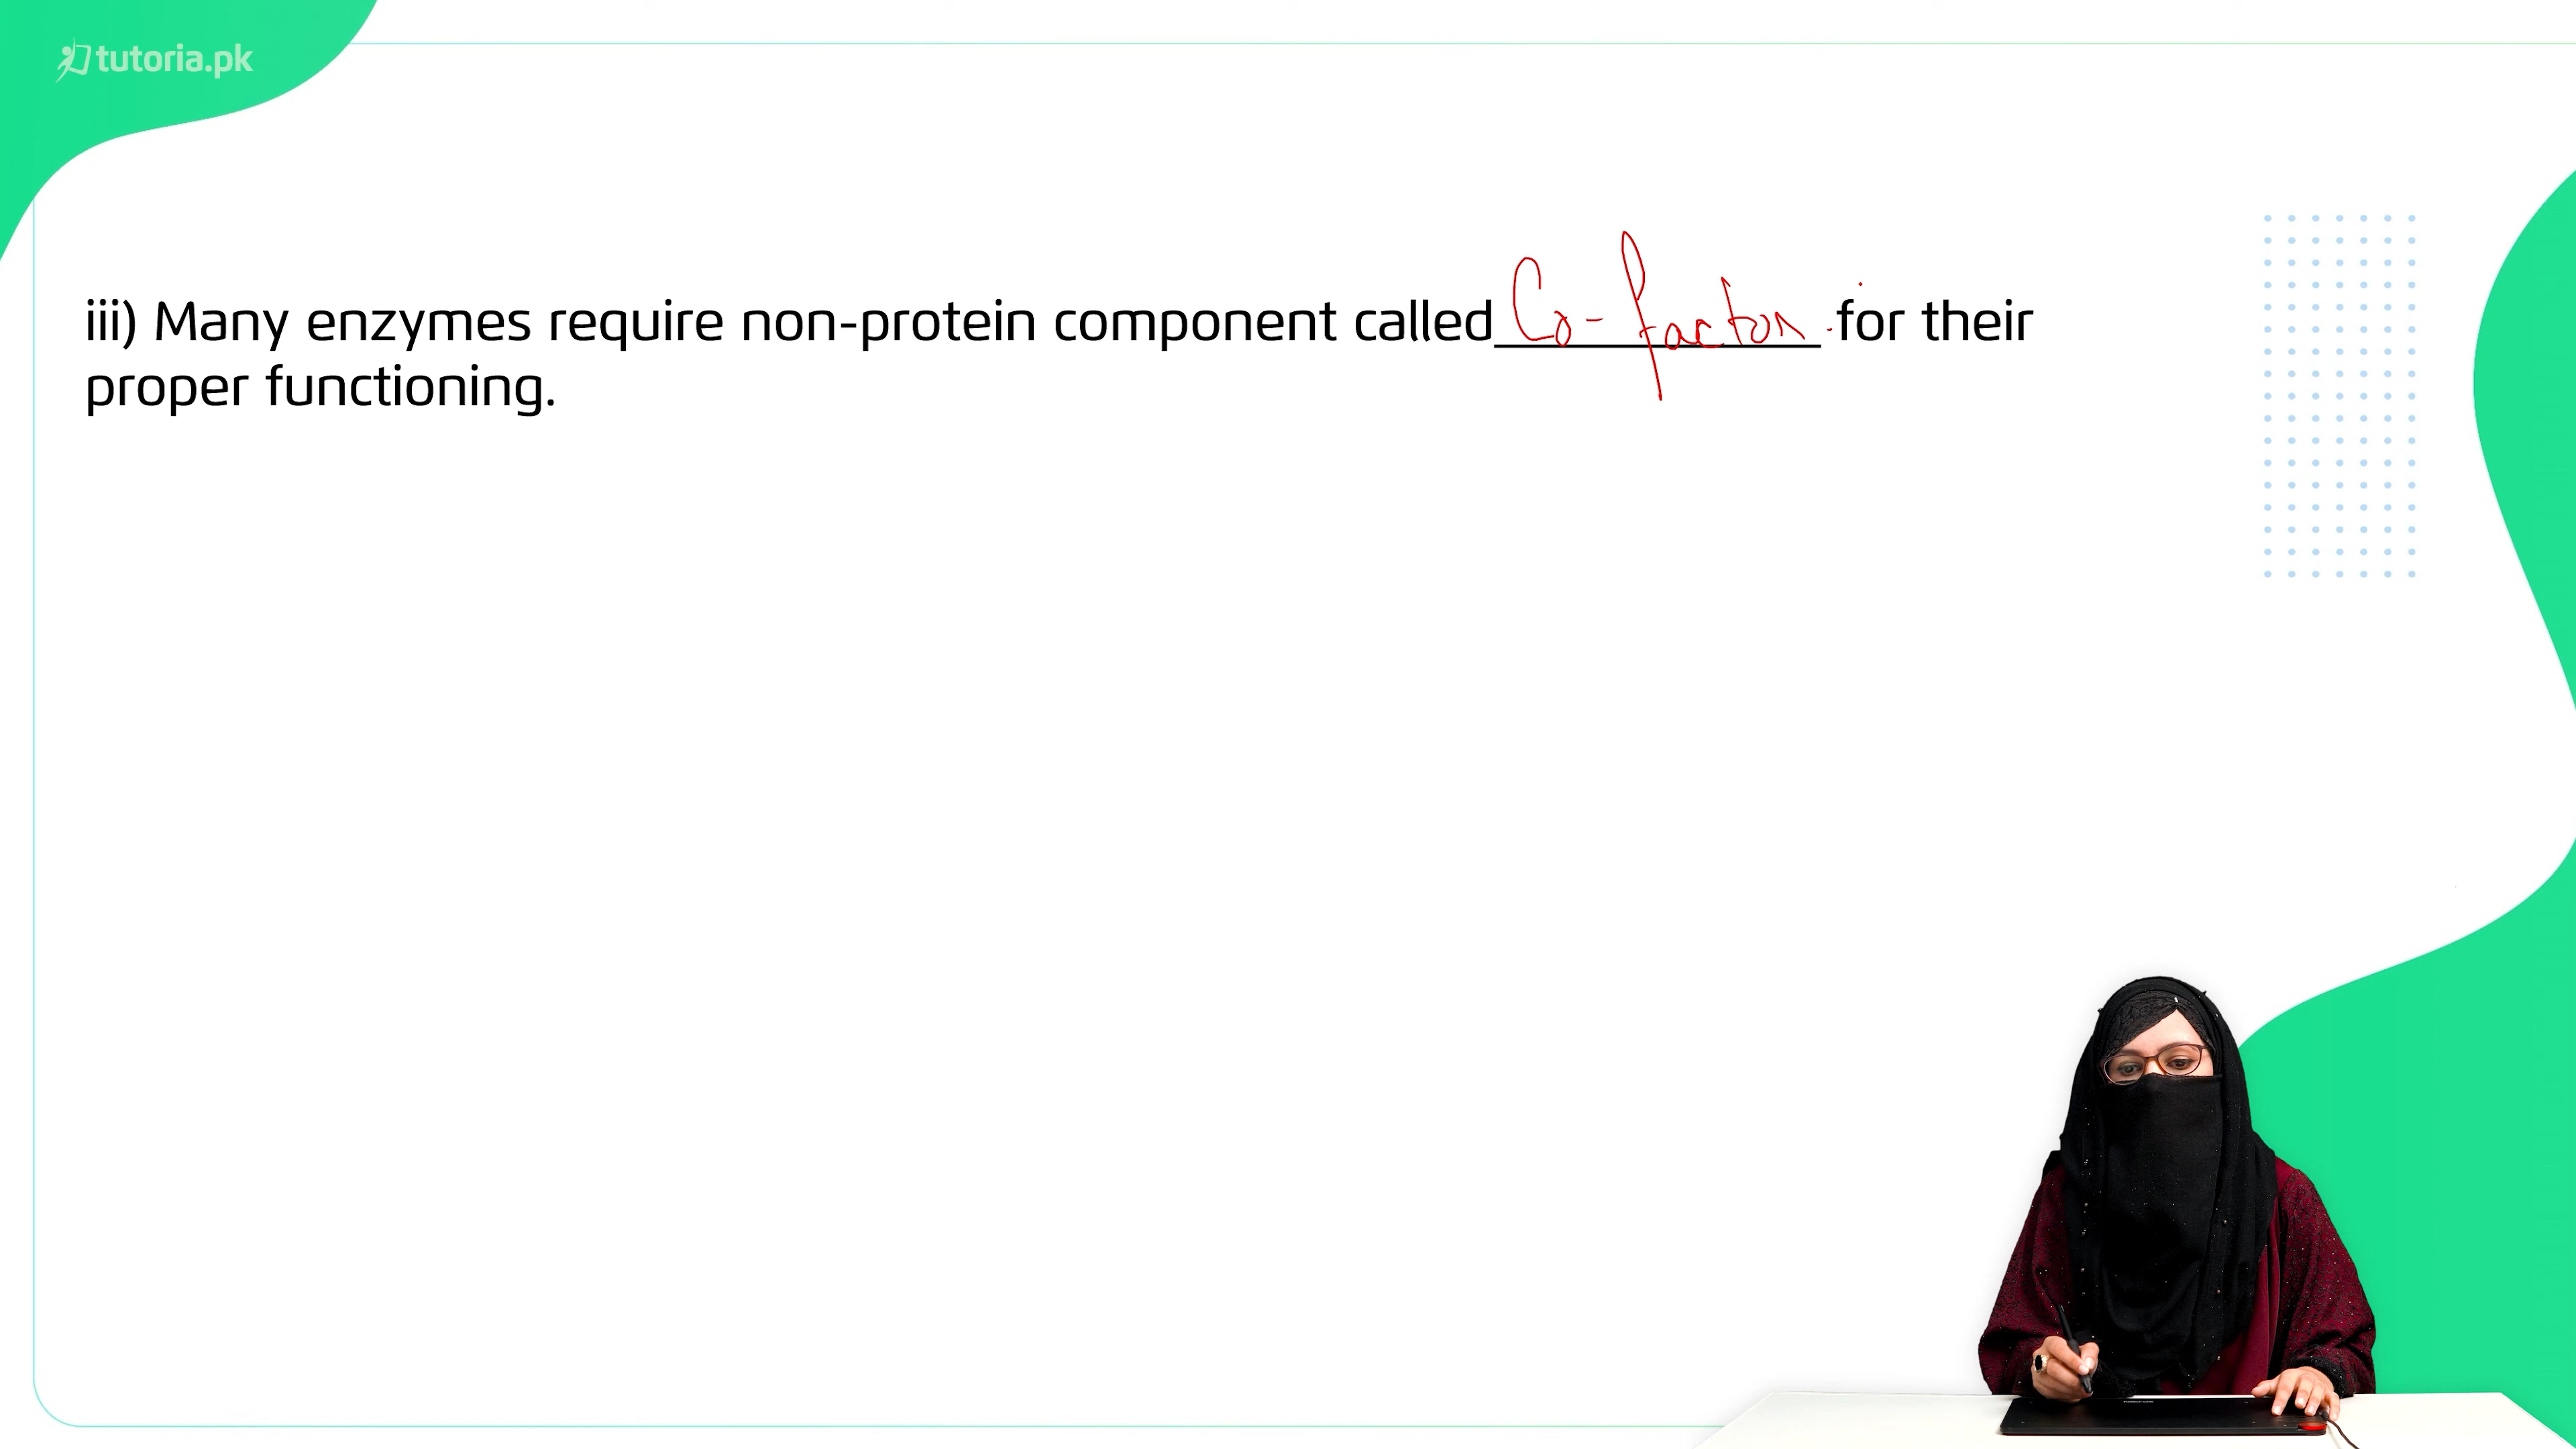 tutoria.pk
iii) Many enzymes require non-protein component called Co-factor for their
proper functioning.